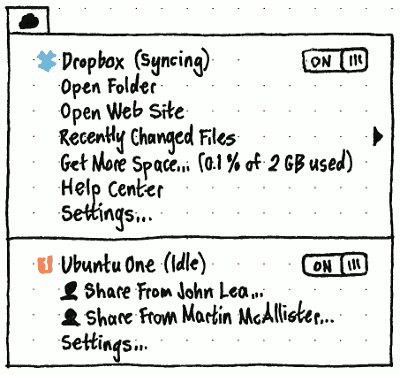 Dropbox (Syncing) ON
Open Folder
Open Web Site
Recently Changed Files
Get More Space... (0.1% of 2 GB used)
Help Center
Settings...
1 Ubuntu One (Idle) ON
Share From John Lea...
Share From Martin McAllister...
Settings...